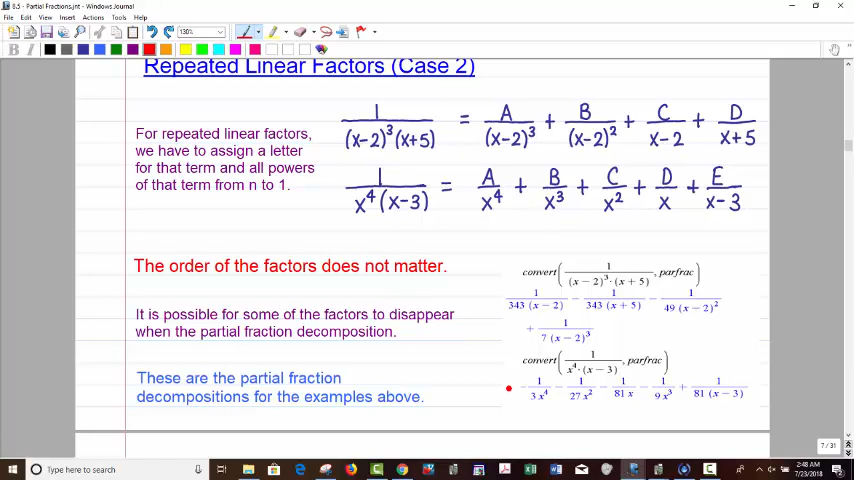 8.5 - Partial Fractions.jnt - Windows Journal
File Edit View Insert Actions Tools Help
130%
B I
Repeated Linear Factors (Case 2)
For repeated linear factors,
we have to assign a letter
for that term and all powers
of that term from n to 1.
1/((x-2)^3(x+5)) = A/(x-2)^3 + B/(x-2)^2 + C/(x-2) + D/(x+5)
1/(x^4(x-3)) = A/x^4 + B/x^3 + C/x^2 + D/x + E/(x-3)
The order of the factors does not matter.
It is possible for some of the factors to disappear
when the partial fraction decomposition.
These are the partial fraction
decompositions for the examples above.
convert(1/((x − 2)^3·(x + 5)), parfrac)
1/(343 (x − 2)) − 1/(343 (x + 5)) − 1/(49 (x − 2)^2)
+ 1/(7 (x − 2)^3)
convert(1/(x^4·(x − 3)), parfrac)
− 1/(3 x^4) − 1/(27 x^2) − 1/(81 x) − 1/(9 x^3) + 1/(81 (x − 3))
7 / 31
Type here to search
2:48 AM
7/23/2018